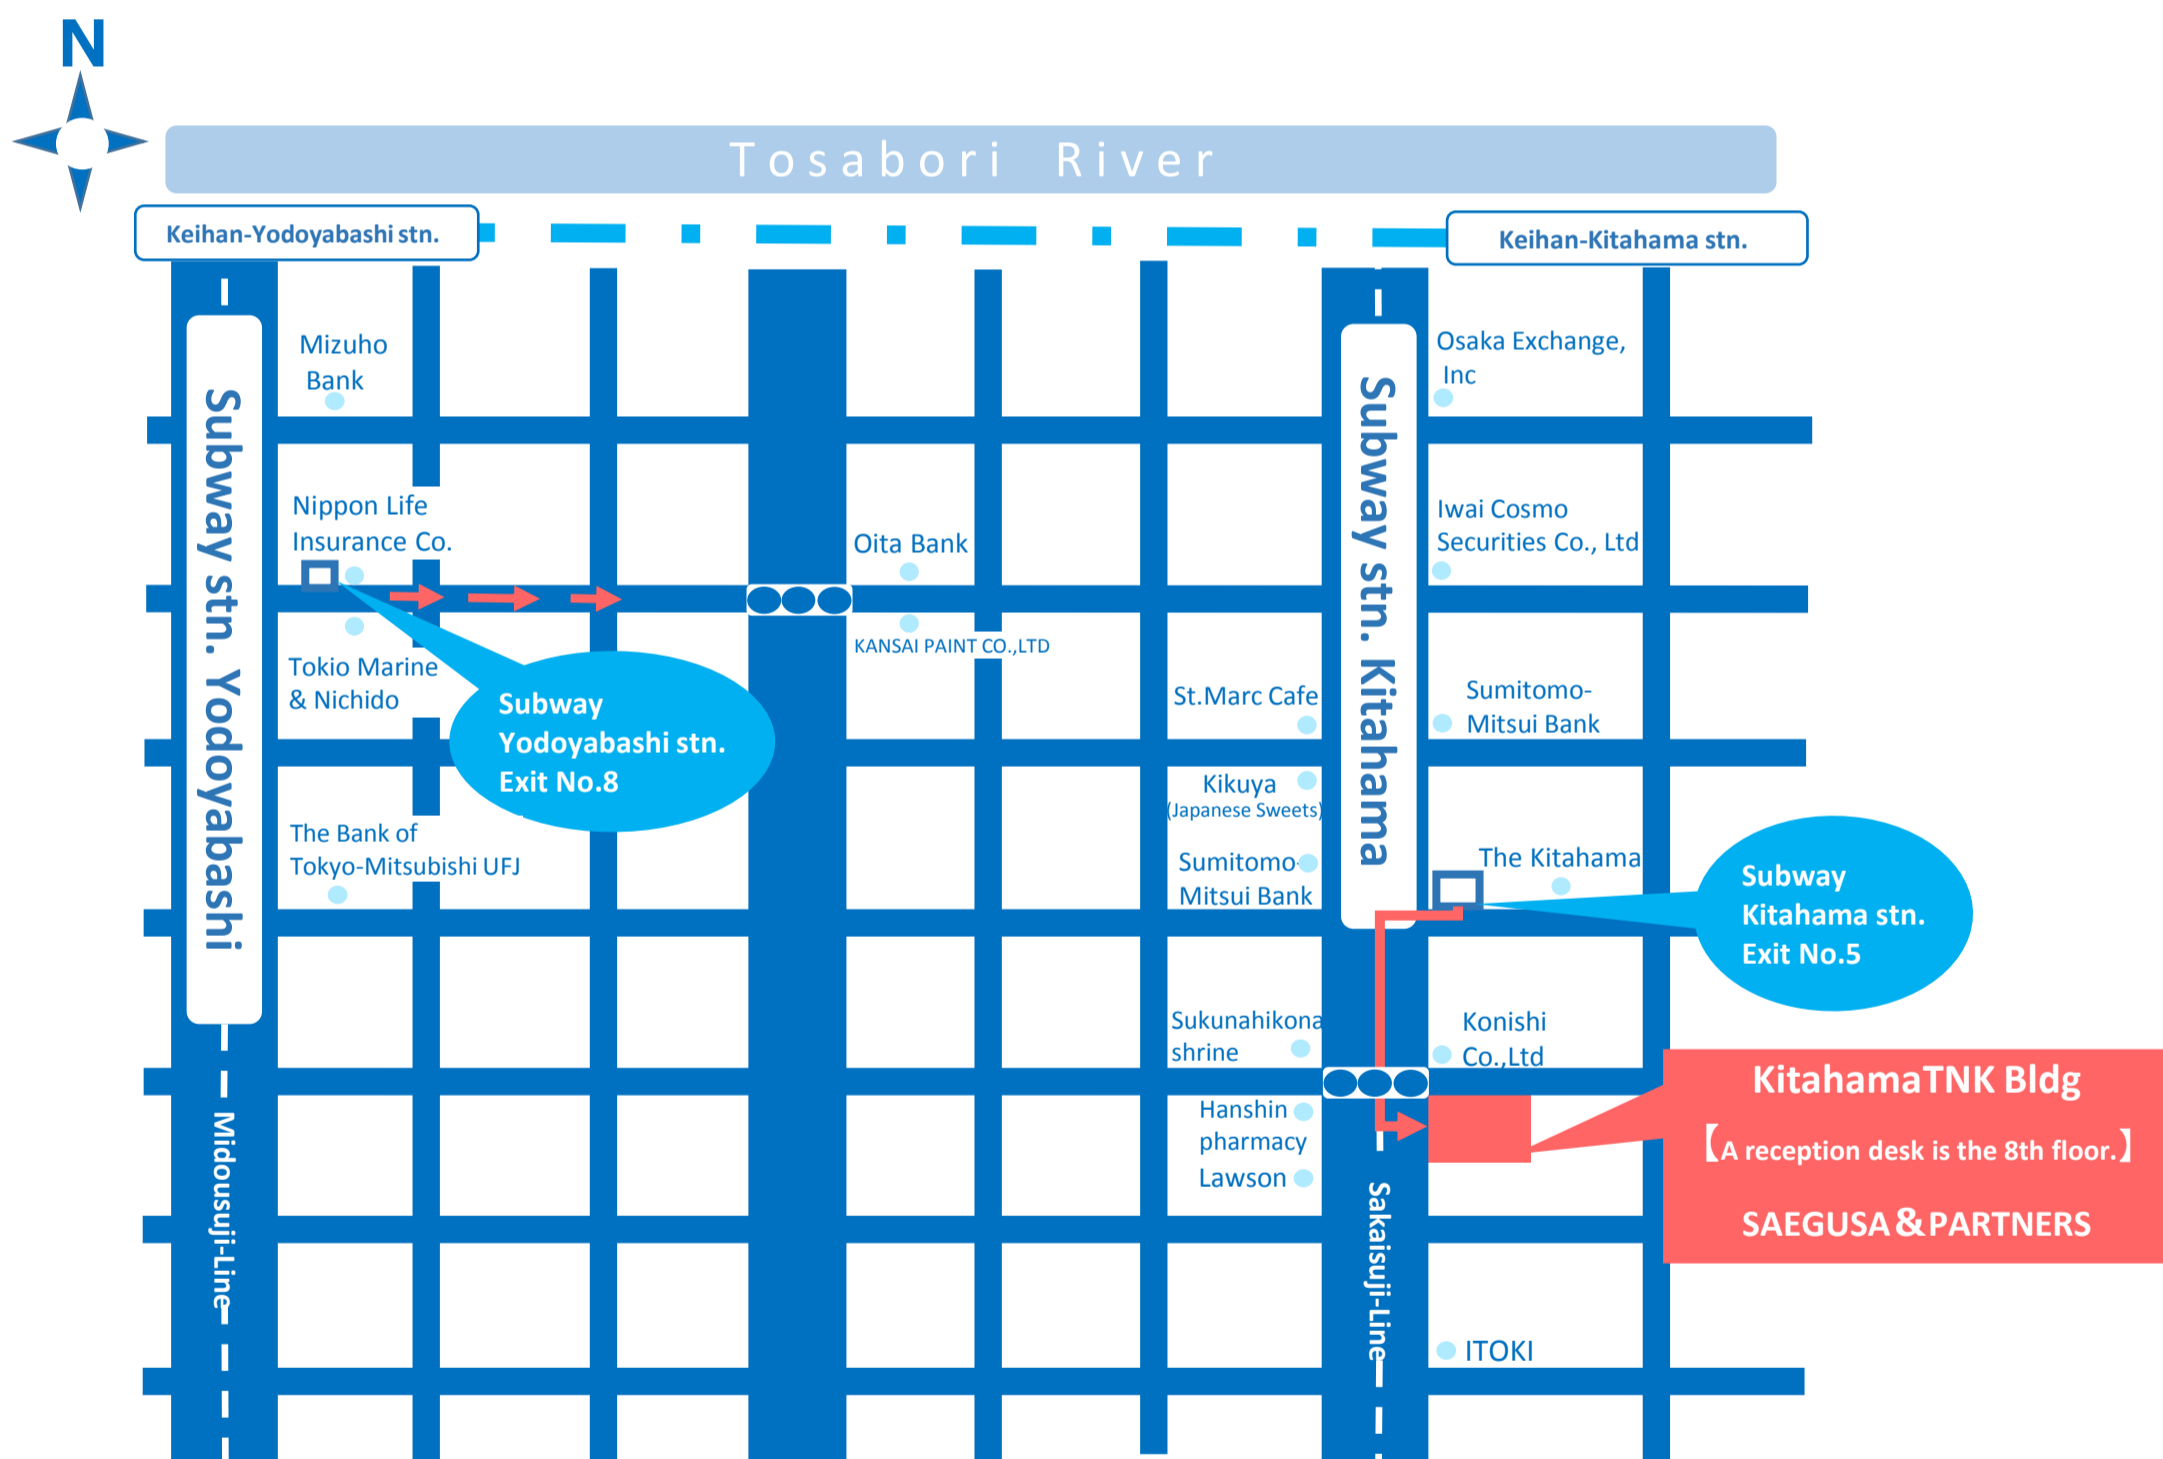 N
Tosabori River
Keihan-Yodoyabashi stn.
Keihan-Kitahama stn.
Mizuho
Bank
Osaka Exchange,
Inc
Subway stn. Yodoyabashi
Subway stn. Kitahama
Nippon Life
Insurance Co.
Oita Bank
Iwai Cosmo
Securities Co., Ltd
KANSAI PAINT CO.,LTD
Tokio Marine
& Nichido
Subway
Yodoyabashi stn.
Exit No.8
St.Marc Cafe
Sumitomo-
Mitsui Bank
Kikuya
(Japanese Sweets)
The Bank of
Tokyo-Mitsubishi UFJ
Sumitomo-
Mitsui Bank
The Kitahama
Subway
Kitahama stn.
Exit No.5
Sukunahikona
shrine
Konishi
Co.,Ltd
KitahamaTNK Bldg
【A reception desk is the 8th floor.】
SAEGUSA&PARTNERS
Hanshin
pharmacy
Lawson
Midousuji-Line
Sakaisuji-Line
ITOKI